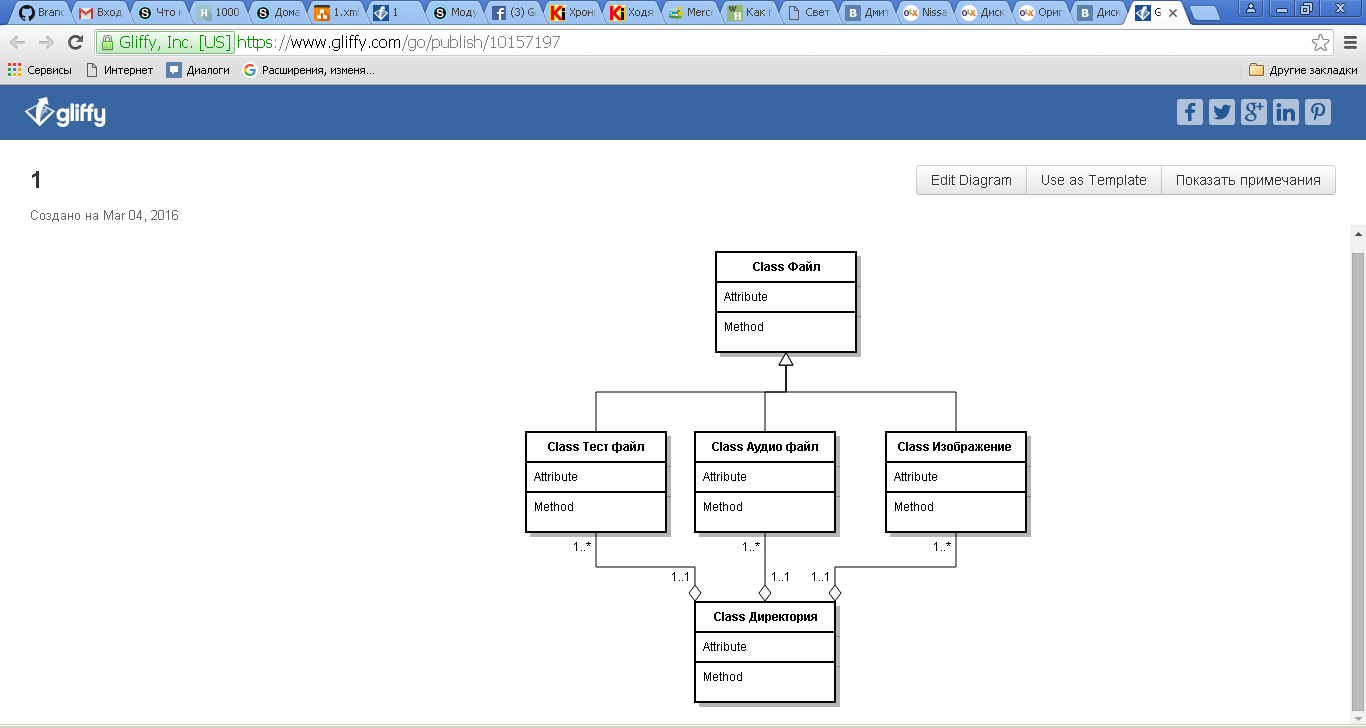 Branc Вход Что н 1000 Дома 1.xml 1 Моду (3) G Хрон Ходя Merce Как г Свет Дмит Nissa Диск Ориг Диск G
Gliffy, Inc. [US] https://www.gliffy.com/go/publish/10157197
Сервисы Интернет Диалоги Расширения, изменя... Другие закладки
gliffy
1
Edit Diagram Use as Template Показать примечания
Создано на Mar 04, 2016
Class Файл
Attribute
Method
Class Тест файл Class Аудио файл Class Изображение
Attribute Attribute Attribute
Method Method Method
1..* 1..* 1..*
1..1 1..1 1..1
Class Директория
Attribute
Method